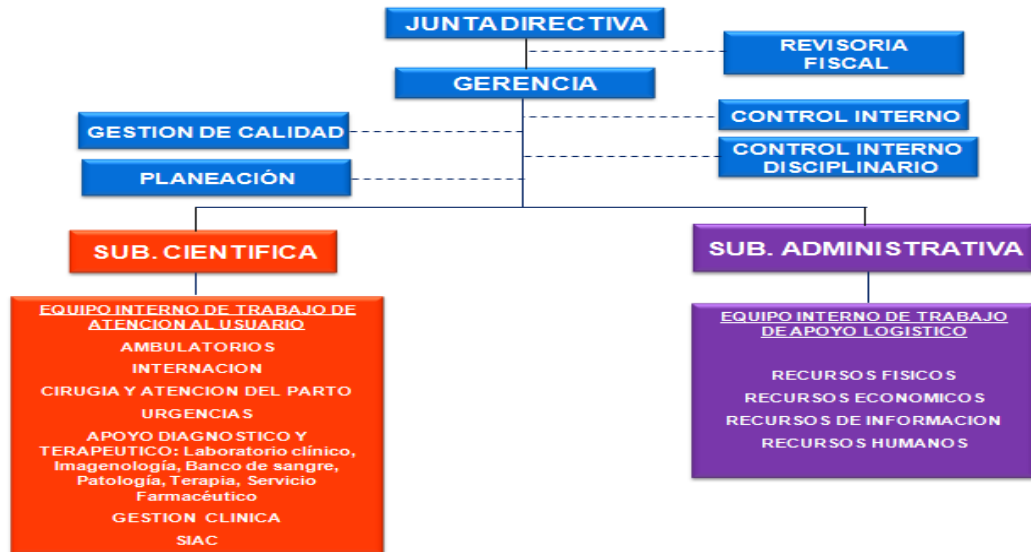 JUNTA DIRECTIVA
REVISORIA
FISCAL
GERENCIA
GESTION DE CALIDAD
CONTROL INTERNO
CONTROL INTERNO
DISCIPLINARIO
PLANEACIÓN
SUB. CIENTIFICA
SUB. ADMINISTRATIVA
EQUIPO INTERNO DE TRABAJO DE
ATENCION AL USUARIO
AMBULATORIOS
INTERNACION
CIRUGIA Y ATENCION DEL PARTO
URGENCIAS
APOYO DIAGNOSTICO Y
TERAPEUTICO: Laboratorio clínico,
Imagenología, Banco de sangre,
Patología, Terapia, Servicio
Farmacéutico
GESTION CLINICA
SIAC
EQUIPO INTERNO DE TRABAJO
DE APOYO LOGISTICO
RECURSOS FISICOS
RECURSOS ECONOMICOS
RECURSOS DE INFORMACION
RECURSOS HUMANOS